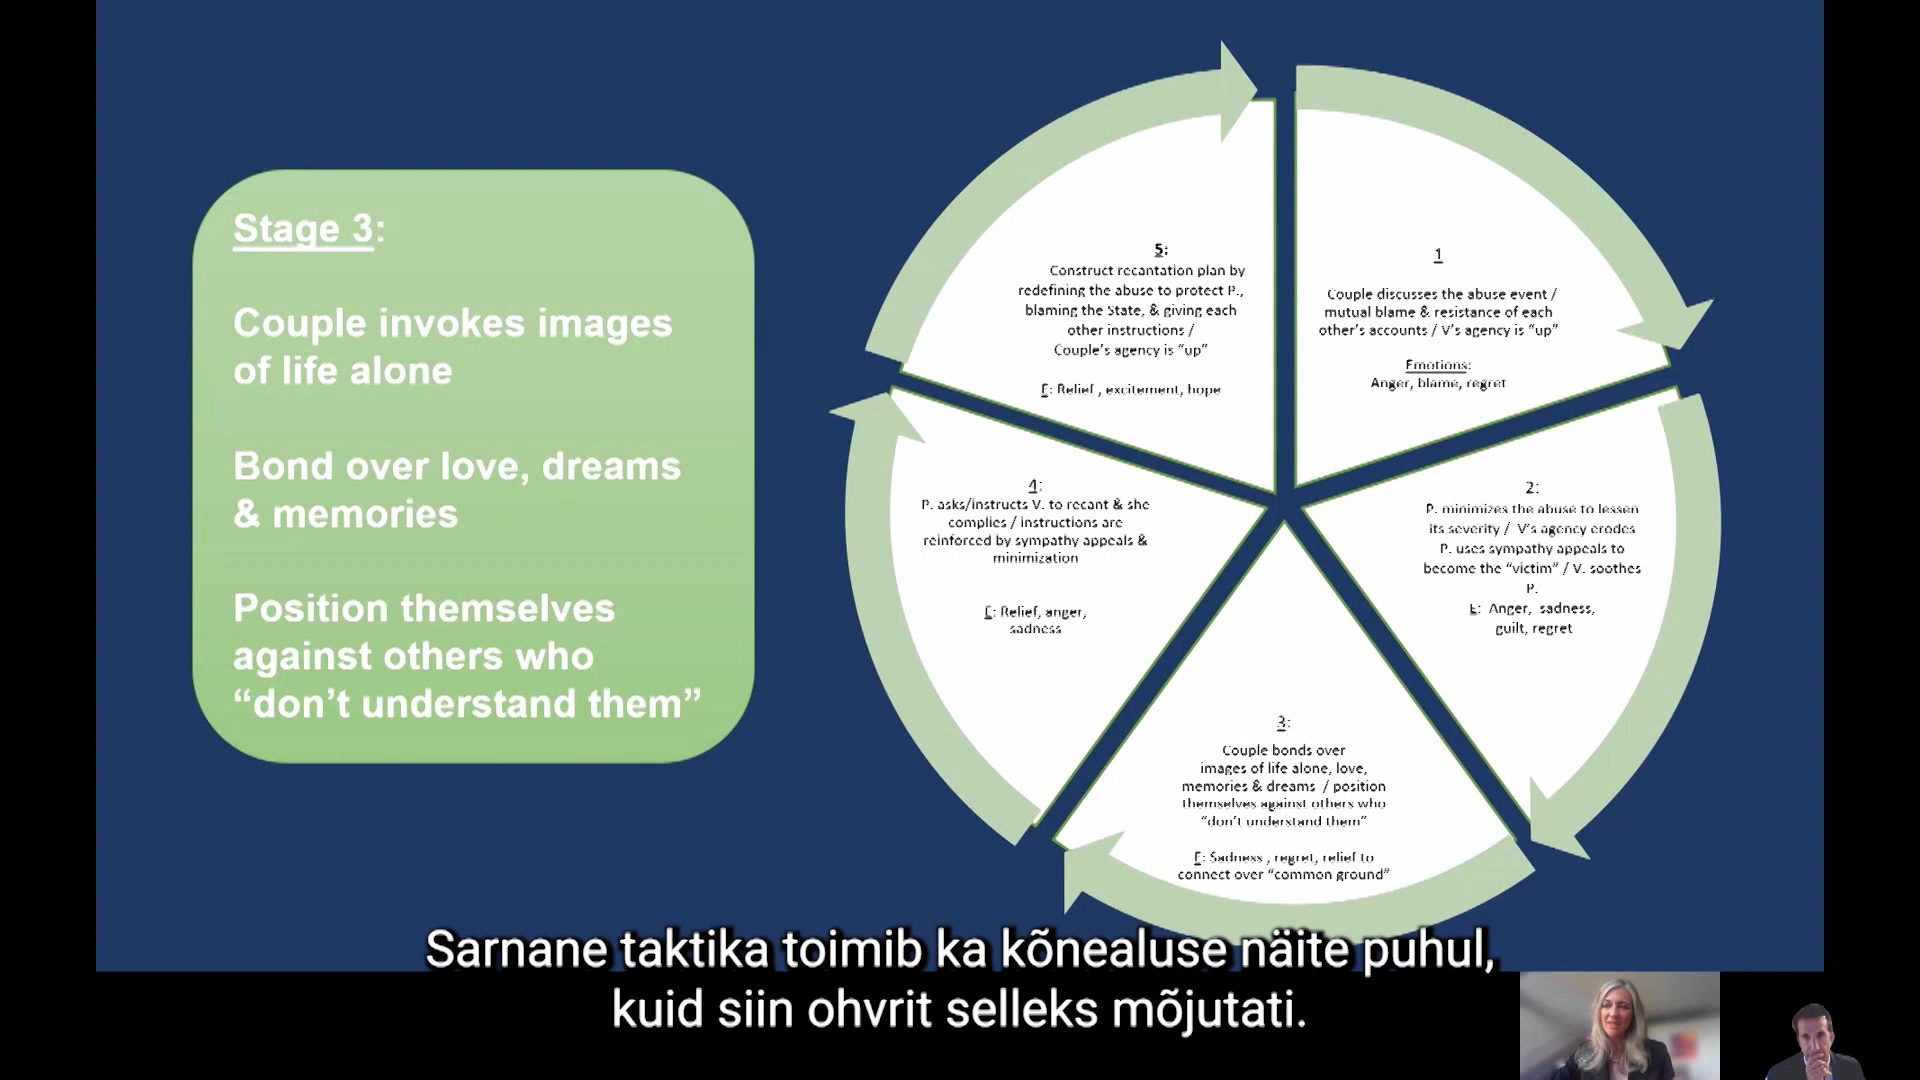 Stage 3:
Couple invokes images
of life alone
Bond over love, dreams
& memories
Position themselves
against others who
“don’t understand them”
1
Couple discusses the abuse event /
mutual blame & resistance of each
other’s accounts / V’s agency is “up”
Emotions:
Anger, blame, regret
2:
P. minimizes the abuse to lessen
its severity / V’s agency erodes
P. uses sympathy appeals to
become the “victim” / V. soothes
P.
E: Anger, sadness,
guilt, regret
3:
Couple bonds over
images of life alone, love,
memories & dreams / position
themselves against others who
“don’t understand them”
E: Sadness , regret, relief to
connect over “common ground”
4:
P. asks/instructs V. to recant & she
complies / instructions are
reinforced by sympathy appeals &
minimization
E: Relief, anger,
sadness
5:
Construct recantation plan by
redefining the abuse to protect P.,
blaming the State, & giving each
other instructions /
Couple’s agency is “up”
E: Relief , excitement, hope
Sarnane taktika toimib ka kõnealuse näite puhul,
kuid siin ohvrit selleks mõjutati.